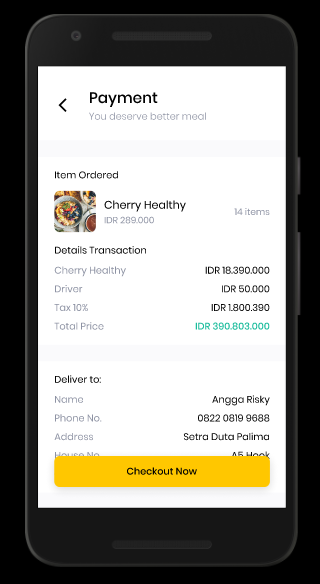 Payment
You deserve better meal
Item Ordered
Cherry Healthy
IDR 289.000
14 items
Details Transaction
Cherry Healthy IDR 18.390.000
Driver IDR 50.000
Tax 10% IDR 1.800.390
Total Price IDR 390.803.000
Deliver to:
Name Angga Risky
Phone No. 0822 0819 9688
Address Setra Duta Palima
House No. A5 Hook
Checkout Now